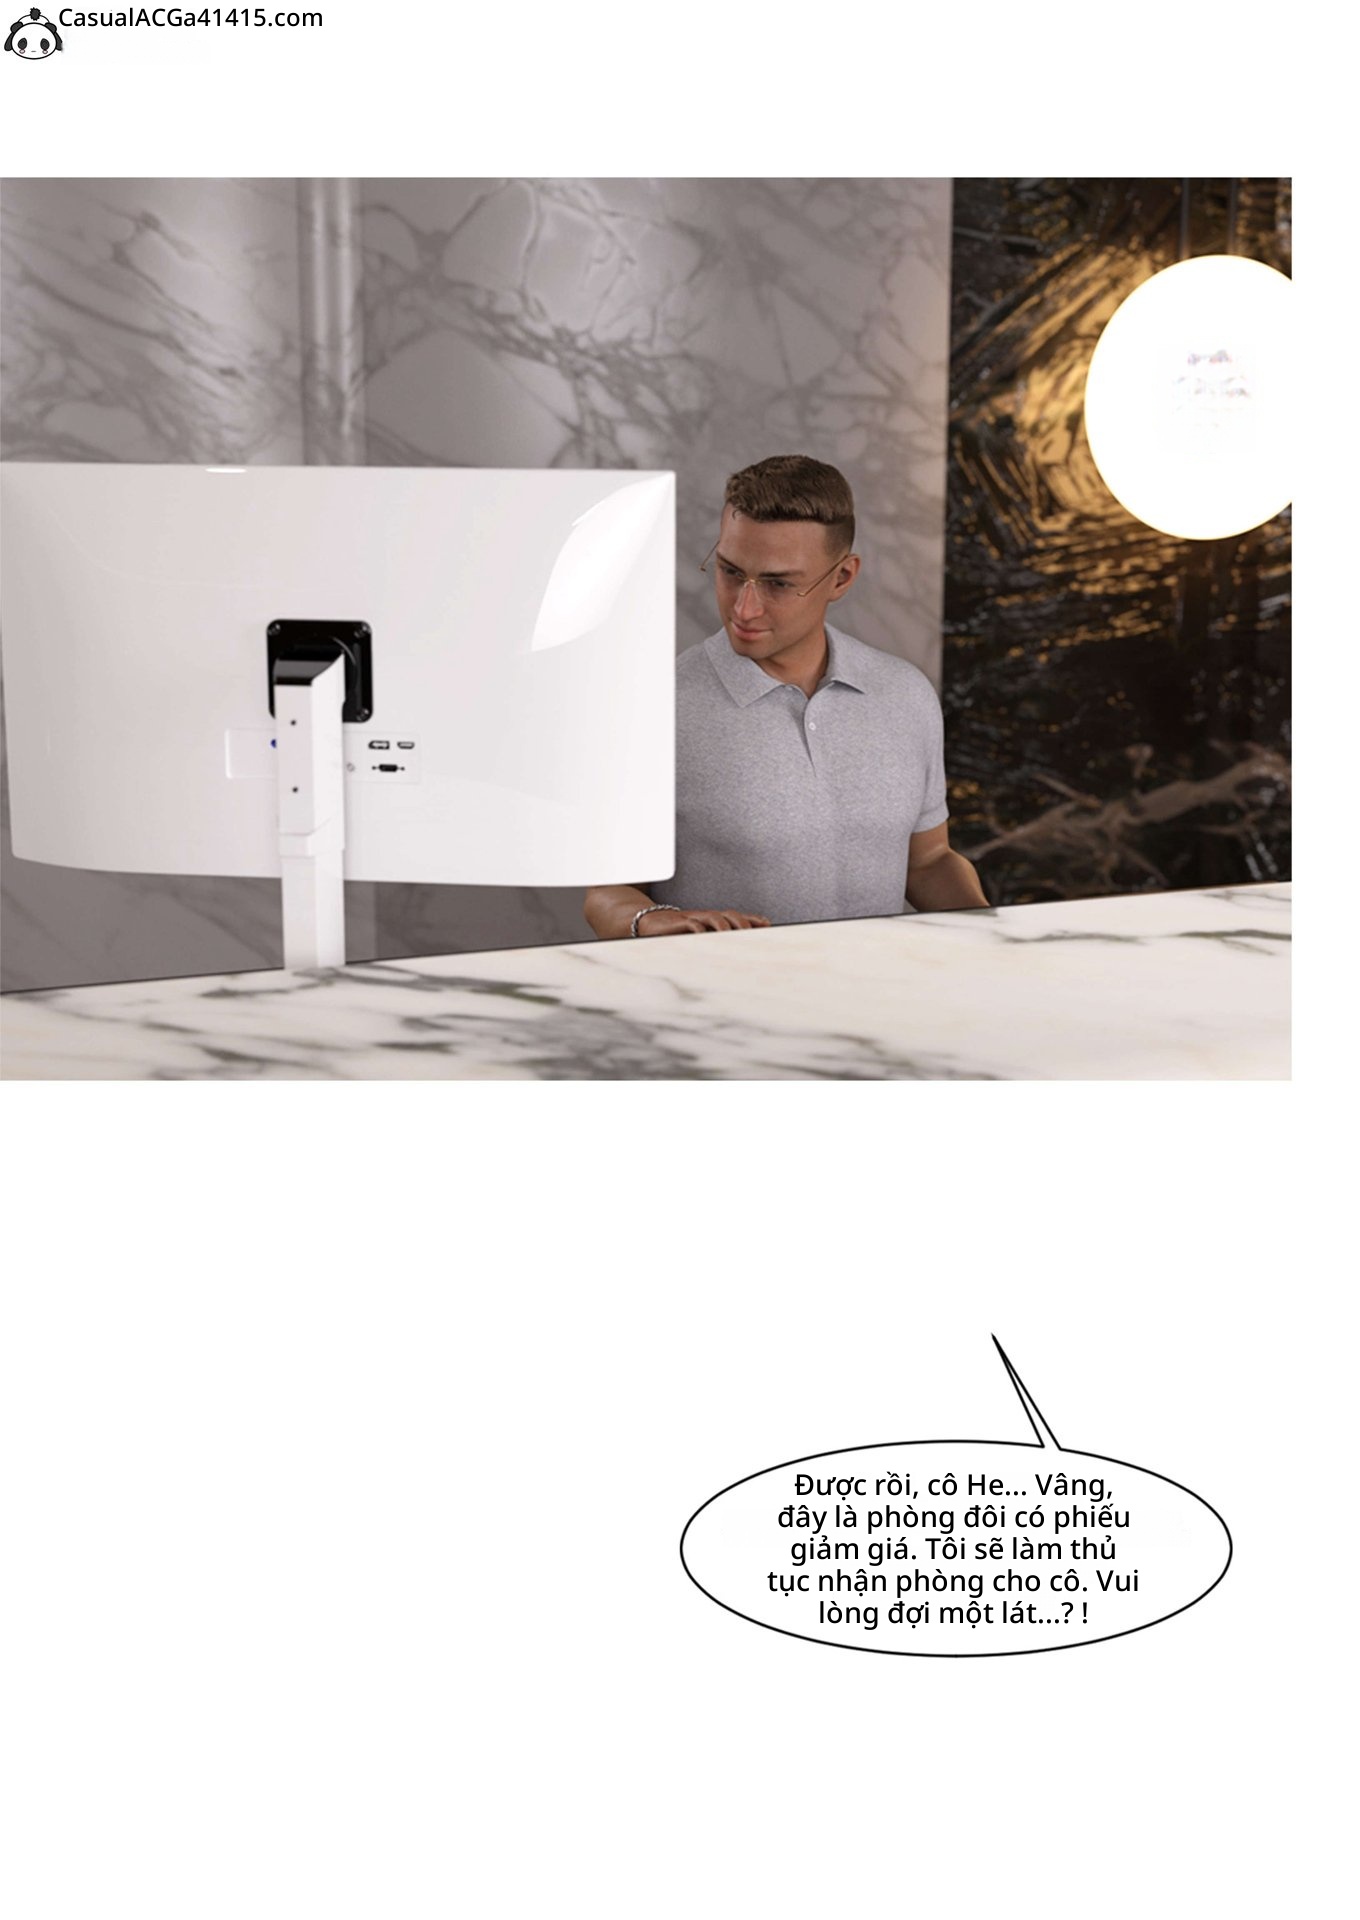 CasualACGa41415.com
Được rồi, cô He... Vâng,
đây là phòng đôi có phiếu
giảm giá. Tôi sẽ làm thủ
tục nhận phòng cho cô. Vui
lòng đợi một lát...? !